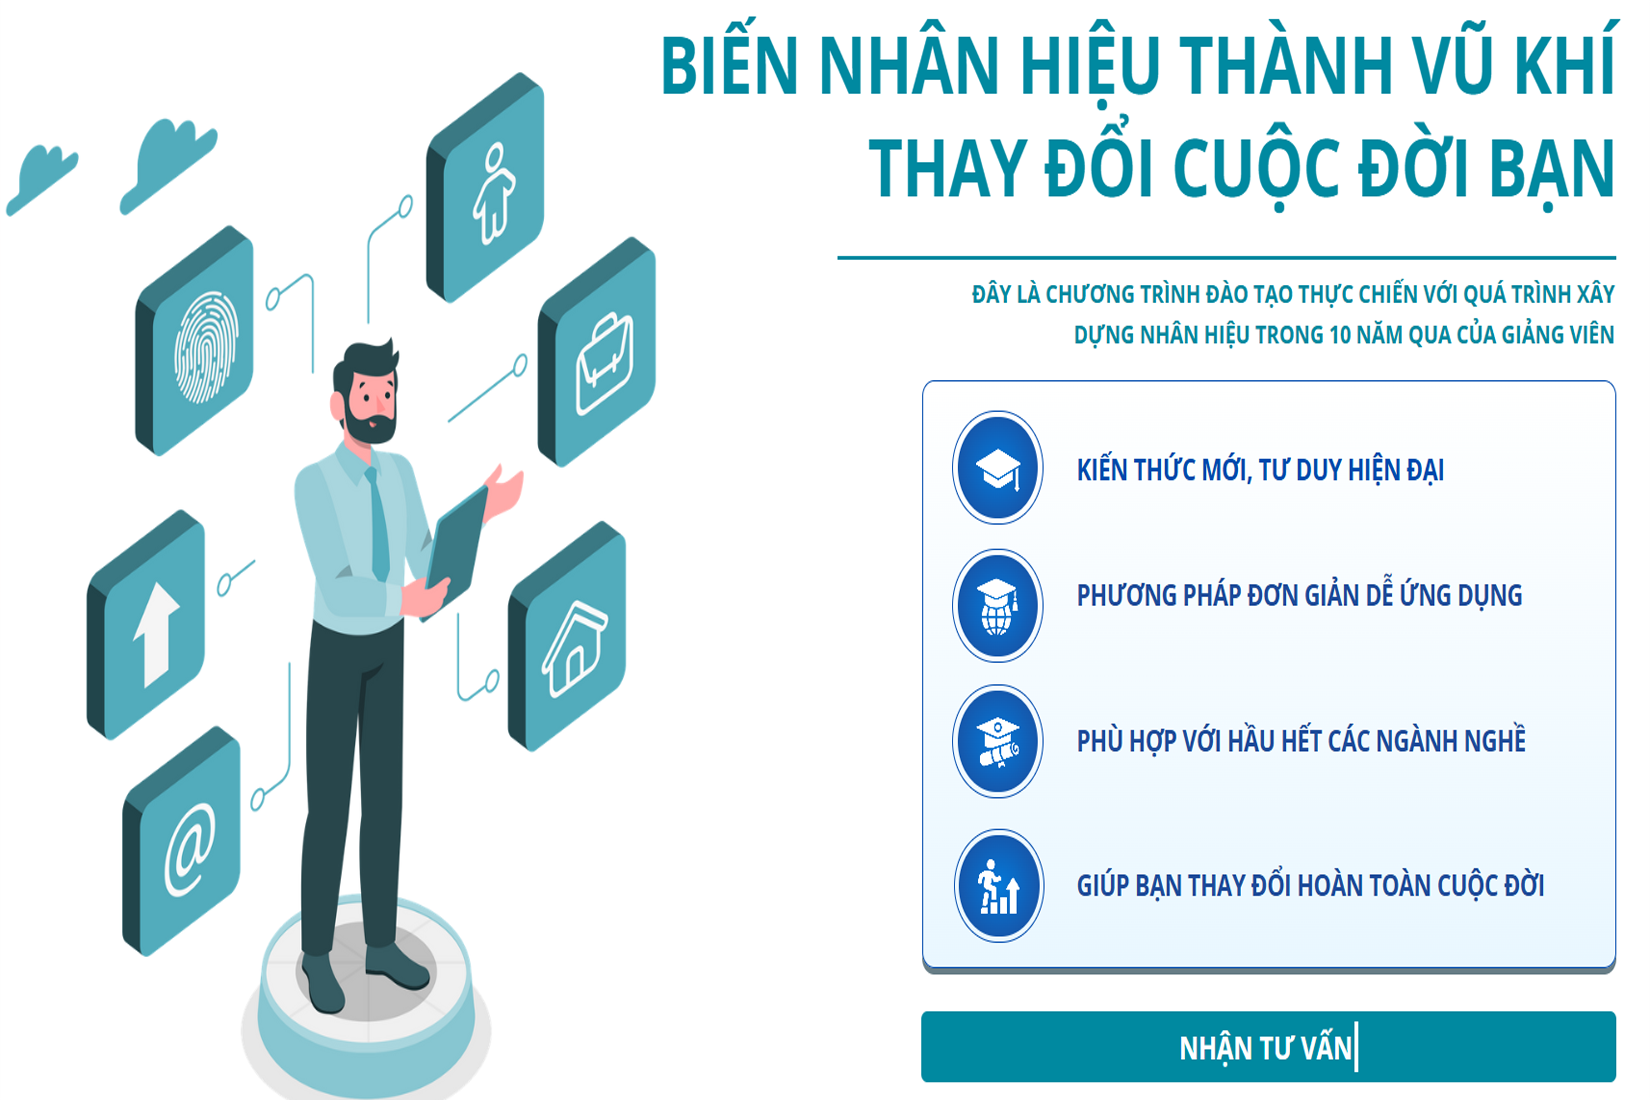 BIẾN NHÂN HIỆU THÀNH VŨ KHÍ
THAY ĐỔI CUỘC ĐỜI BẠN
ĐÂY LÀ CHƯƠNG TRÌNH ĐÀO TẠO THỰC CHIẾN VỚI QUÁ TRÌNH XÂY
DỰNG NHÂN HIỆU TRONG 10 NĂM QUA CỦA GIẢNG VIÊN
KIẾN THỨC MỚI, TƯ DUY HIỆN ĐẠI
PHƯƠNG PHÁP ĐƠN GIẢN DỄ ỨNG DỤNG
PHÙ HỢP VỚI HẦU HẾT CÁC NGÀNH NGHỀ
GIÚP BẠN THAY ĐỔI HOÀN TOÀN CUỘC ĐỜI
NHẬN TƯ VẤN
@